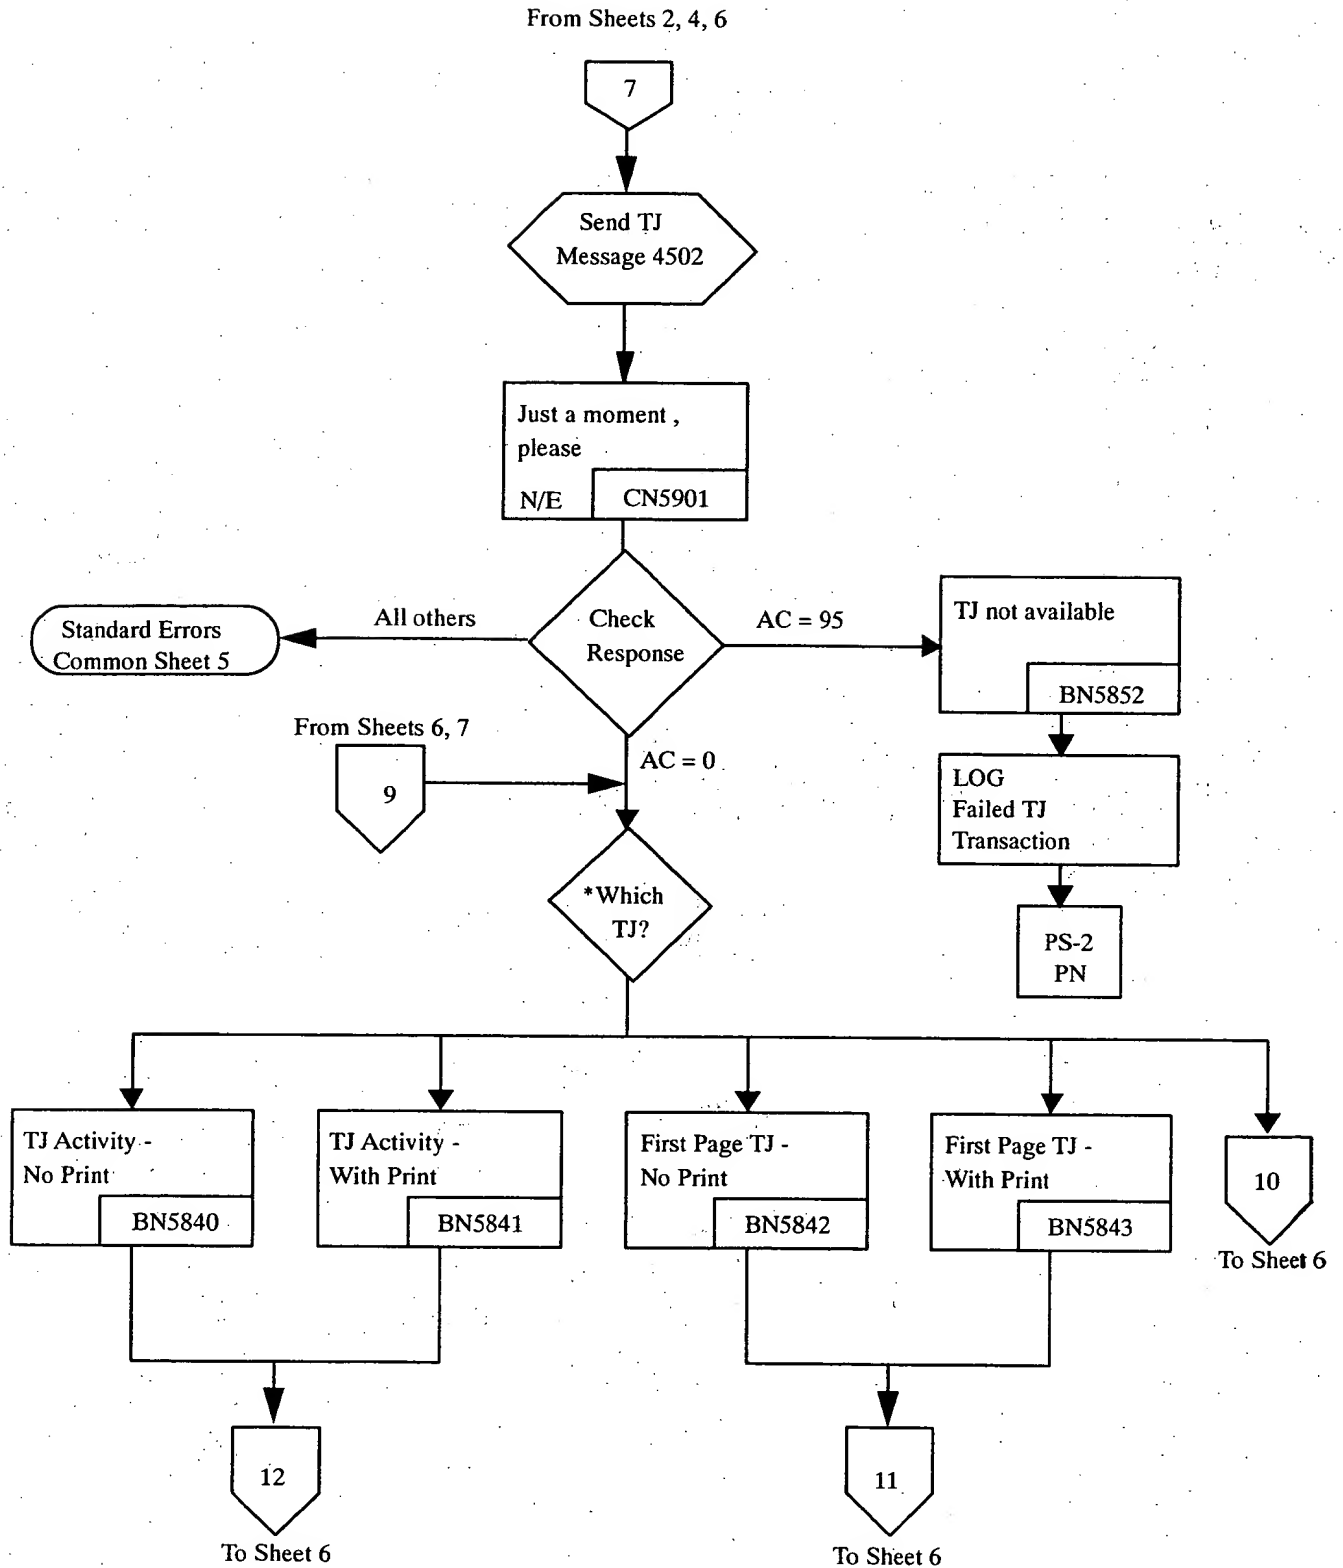 From Sheets 2, 4, 6
7
Send TJ
Message 4502
Just a moment ,
please
N/E
CN5901
Check
Response
All others
Standard Errors
Common Sheet 5
AC = 95
TJ not available
BN5852
LOG
Failed TJ
Transaction
PS-2
PN
From Sheets 6, 7
9
AC = 0
*Which
TJ?
TJ Activity -
No Print
BN5840
TJ Activity -
With Print
BN5841
First Page TJ -
No Print
BN5842
First Page TJ -
With Print
BN5843
10
To Sheet 6
12
To Sheet 6
11
To Sheet 6